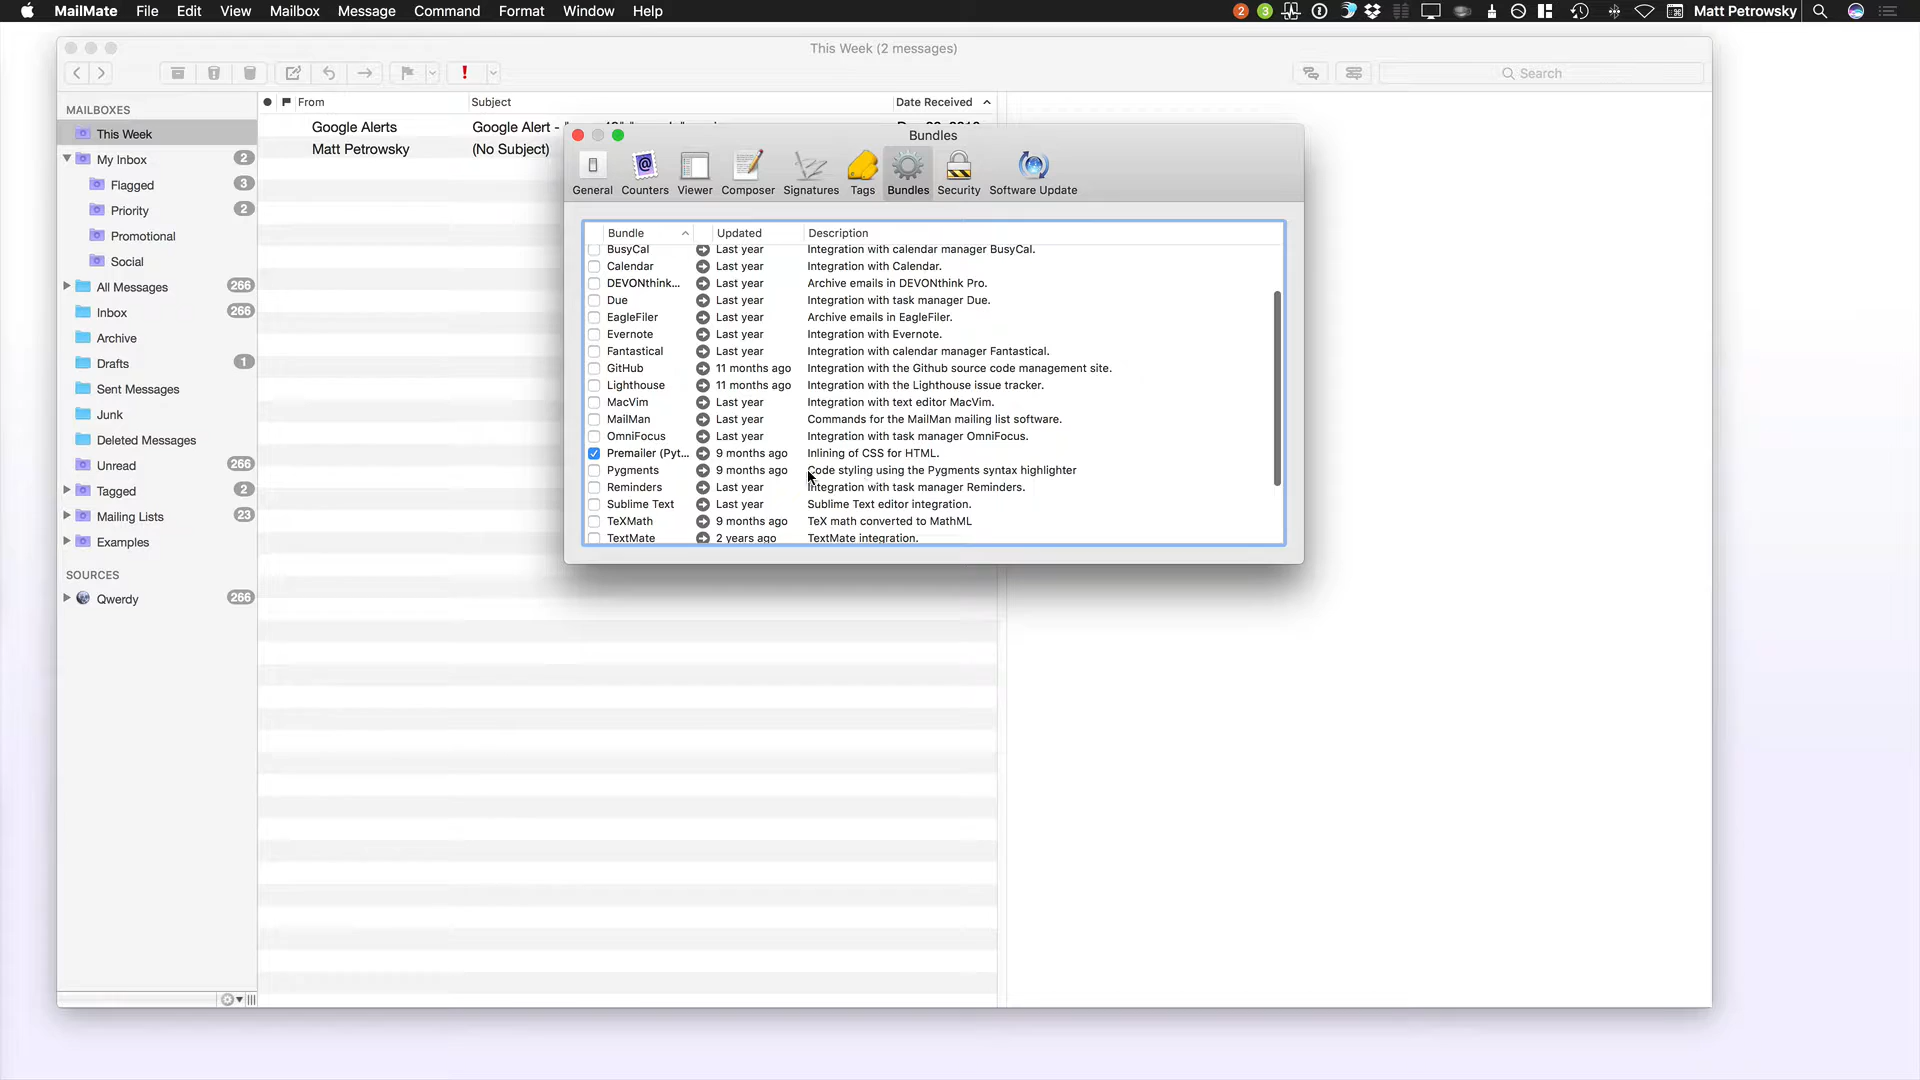 MailMate File Edit View Mailbox Message Command Format Window Help
2 3 Matt Petrowsky
This Week (2 messages)
Search
MAILBOXES
This Week
My Inbox 2
Flagged 3
Priority 2
Promotional
Social
All Messages 266
Inbox 266
Archive
Drafts 1
Sent Messages
Junk
Deleted Messages
Unread 266
Tagged 2
Mailing Lists 23
Examples
SOURCES
Qwerdy 266
From Subject Date Received
Google Alerts Google Alert -
Matt Petrowsky (No Subject)
Bundles
General Counters Viewer Composer Signatures Tags Bundles Security Software Update
Bundle Updated Description
BusyCal Last year Integration with calendar manager BusyCal.
Calendar Last year Integration with Calendar.
DEVONthink... Last year Archive emails in DEVONthink Pro.
Due Last year Integration with task manager Due.
EagleFiler Last year Archive emails in EagleFiler.
Evernote Last year Integration with Evernote.
Fantastical Last year Integration with calendar manager Fantastical.
GitHub 11 months ago Integration with the Github source code management site.
Lighthouse 11 months ago Integration with the Lighthouse issue tracker.
MacVim Last year Integration with text editor MacVim.
MailMan Last year Commands for the MailMan mailing list software.
OmniFocus Last year Integration with task manager OmniFocus.
Premailer (Pyt... 9 months ago Inlining of CSS for HTML.
Pygments 9 months ago Code styling using the Pygments syntax highlighter
Reminders Last year Integration with task manager Reminders.
Sublime Text Last year Sublime Text editor integration.
TeXMath 9 months ago TeX math converted to MathML
TextMate 2 years ago TextMate integration.